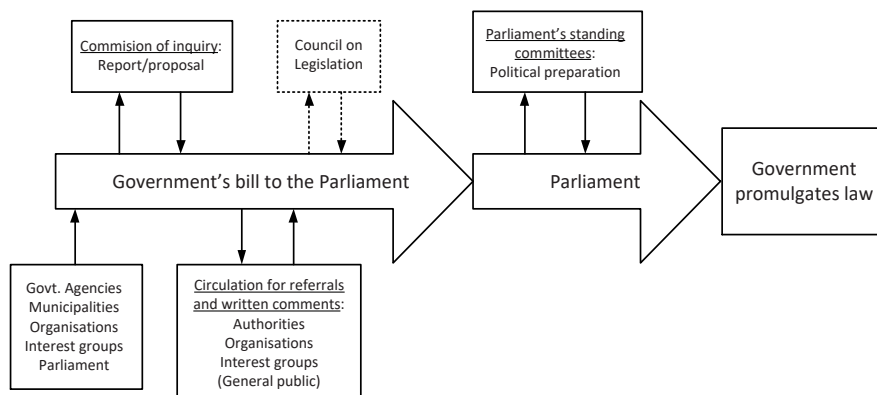 Commision of inquiry:
Report/proposal
Council on
Legislation
Parliament's standing
committees:
Political preparation
Government's bill to the Parliament
Parliament
Government
promulgates law
Govt. Agencies
Municipalities
Organisations
Interest groups
Parliament
Circulation for referrals
and written comments:
Authorities
Organisations
Interest groups
(General public)